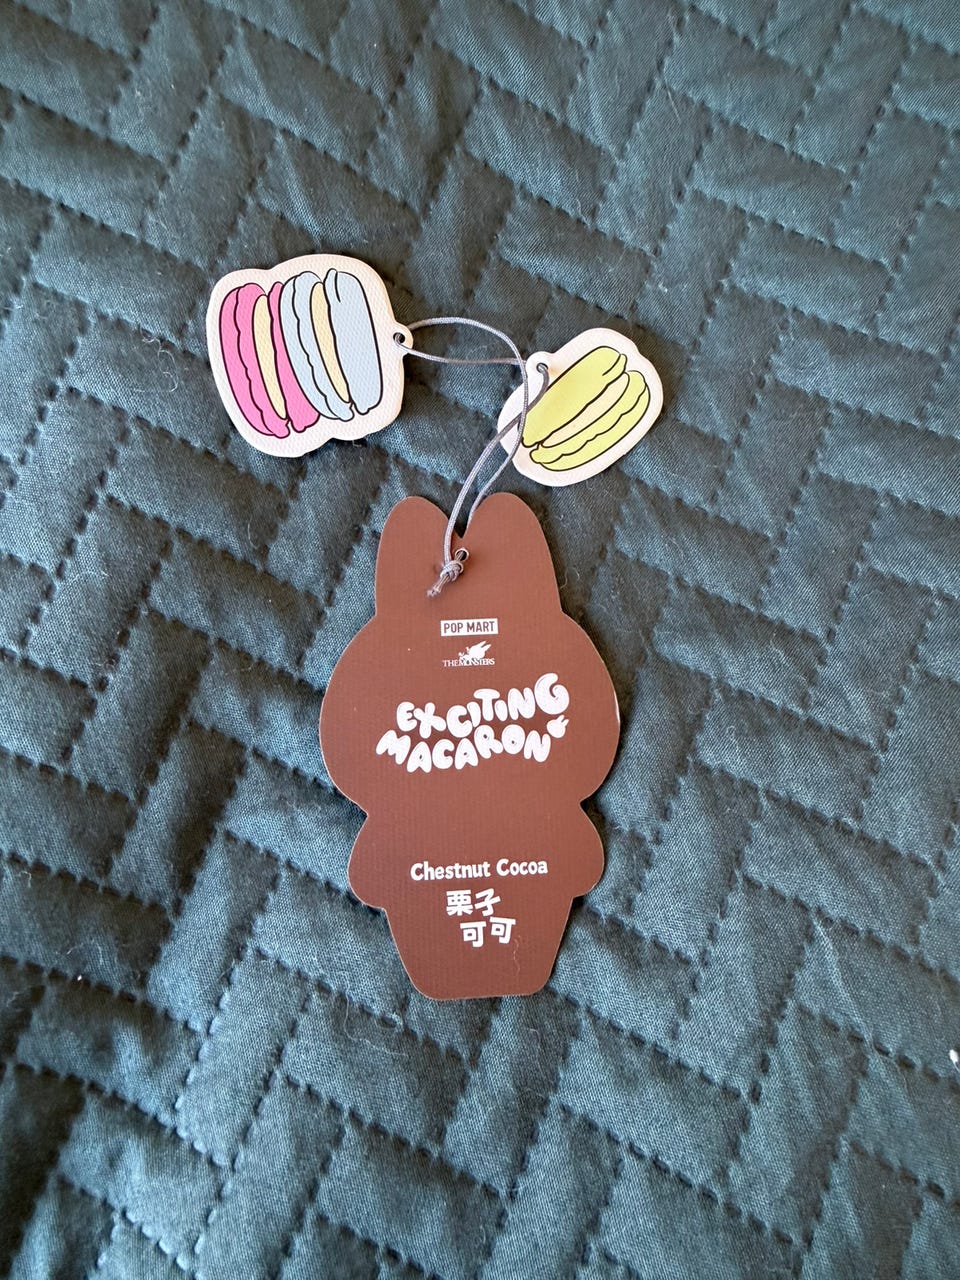 POP MART
THE MONSTERS
EXCITING
MACARON
Chestnut Cocoa
栗子
可可